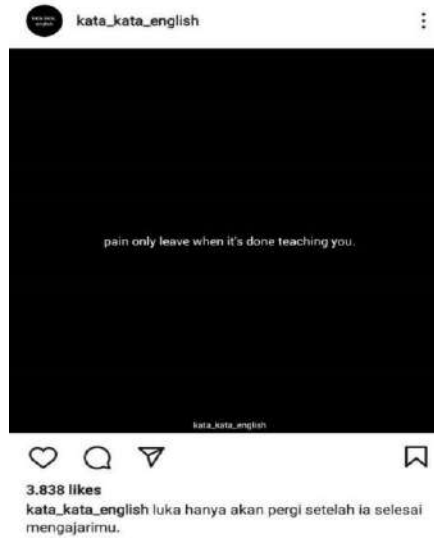 kata_kata_english
pain only leave when it's done teaching you.
kata_kata_english
3.838 likes
kata_kata_english luka hanya akan pergi setelah ia selesai
mengajarimu.